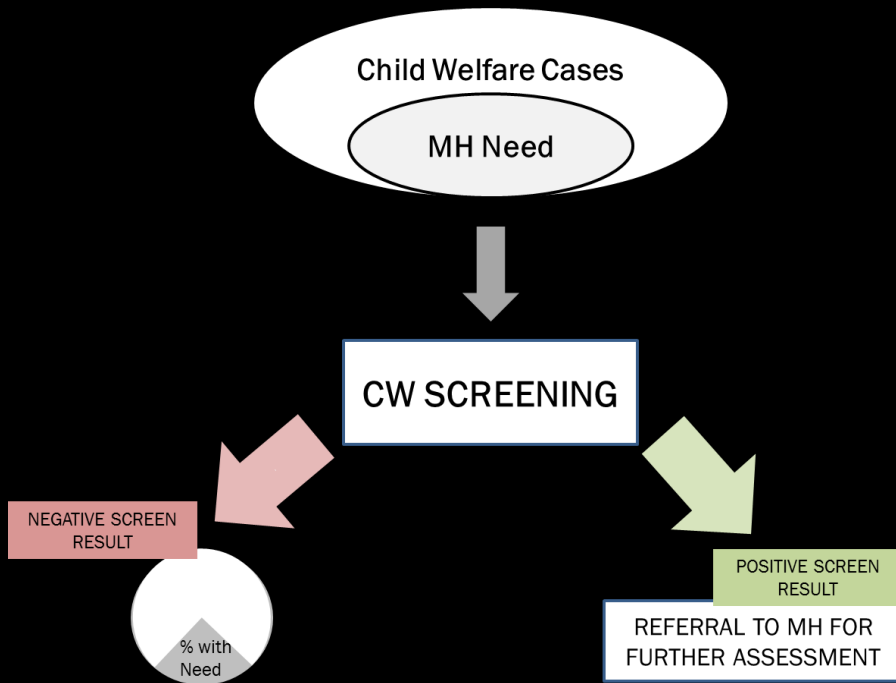 Child Welfare Cases
MH Need
CW SCREENING
NEGATIVE SCREEN
RESULT
% with
Need
POSITIVE SCREEN
RESULT
REFERRAL TO MH FOR
FURTHER ASSESSMENT